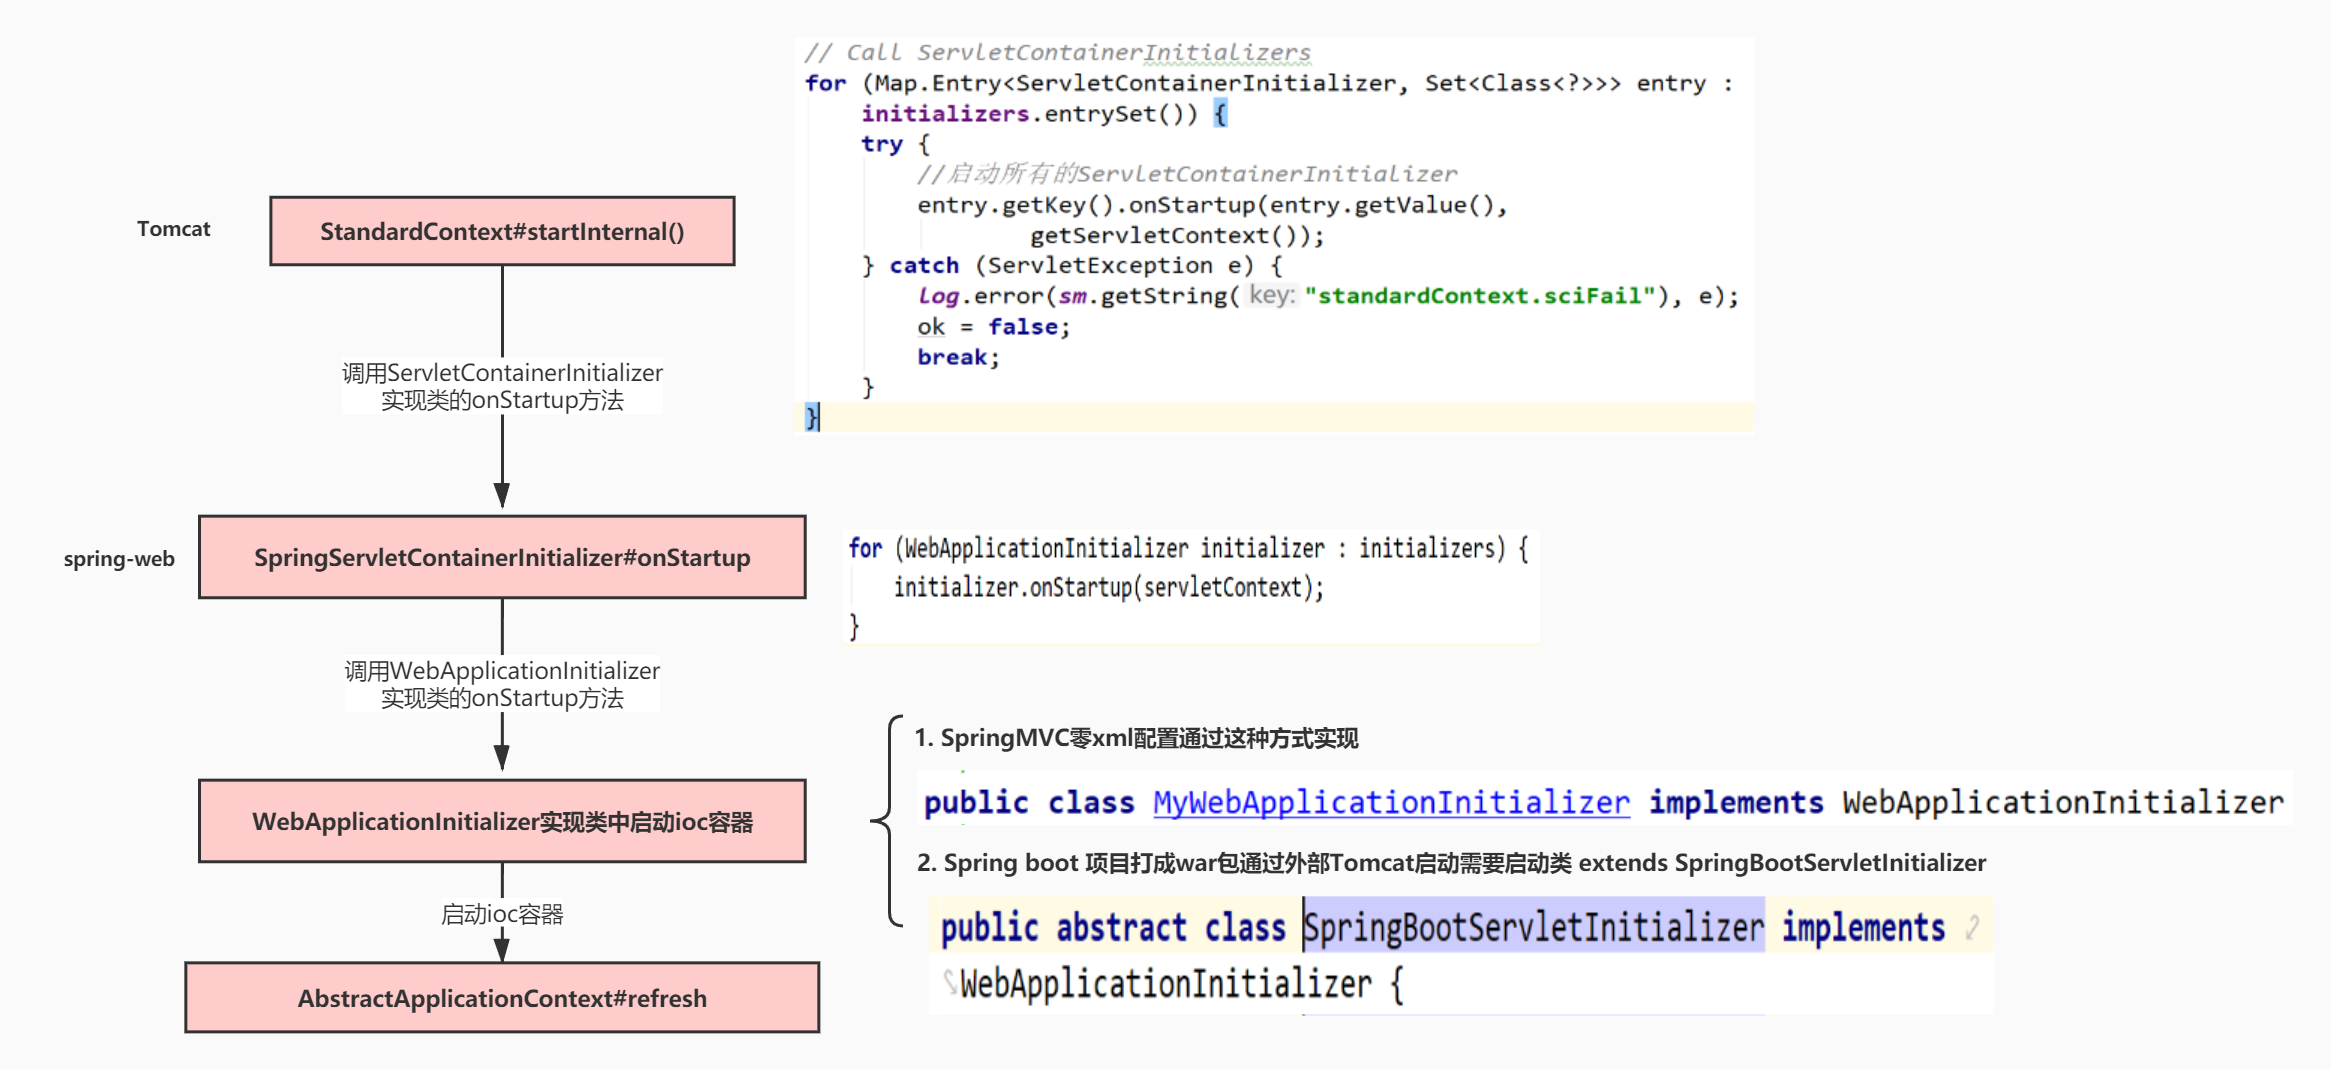 // Call ServletContainerInitializers
for (Map.Entry<ServletContainerInitializer, Set<Class<?>>> entry :
initializers.entrySet()) {
try {
//启动所有的ServletContainerInitializer
entry.getKey().onStartup(entry.getValue(),
getServletContext());
} catch (ServletException e) {
log.error(sm.getString( key: "standardContext.sciFail"), e);
ok = false;
break;
}
}
Tomcat
StandardContext#startInternal()
调用ServletContainerInitializer
实现类的onStartup方法
spring-web
SpringServletContainerInitializer#onStartup
for (WebApplicationInitializer initializer : initializers) {
initializer.onStartup(servletContext);
}
调用WebApplicationInitializer
实现类的onStartup方法
WebApplicationInitializer实现类中启动ioc容器
1. SpringMVC零xml配置通过这种方式实现
public class MyWebApplicationInitializer implements WebApplicationInitializer
2. Spring boot 项目打成war包通过外部Tomcat启动需要启动类 extends SpringBootServletInitializer
public abstract class SpringBootServletInitializer implements
WebApplicationInitializer {
启动ioc容器
AbstractApplicationContext#refresh